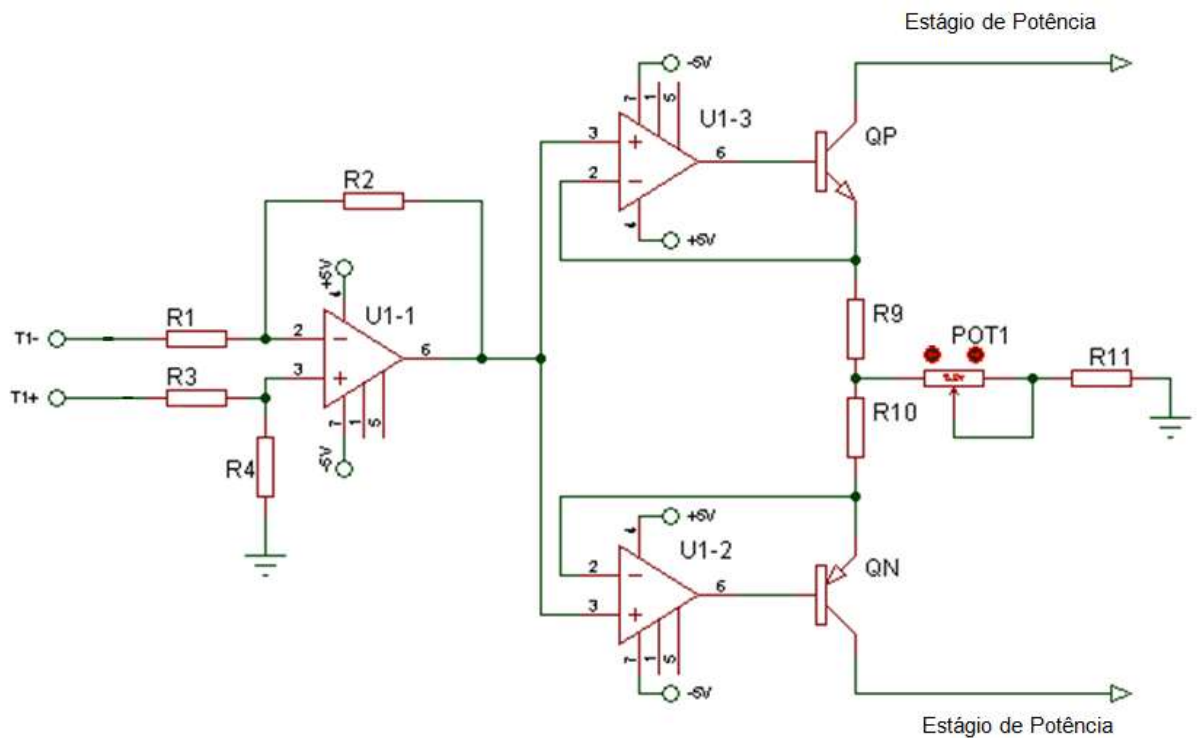 Estágio de Potência
-5V
7
1
5
U1-3
3
+
6
QP
2
-
R2
4
+5V
+5V
4
R9
POT1
U1-1
T1-
R1
2
-
6
R11
T1+
R3
3
+
R10
7
1
5
R4
-5V
+5V
4
U1-2
2
-
6
QN
3
+
7
1
5
-5V
Estágio de Potência